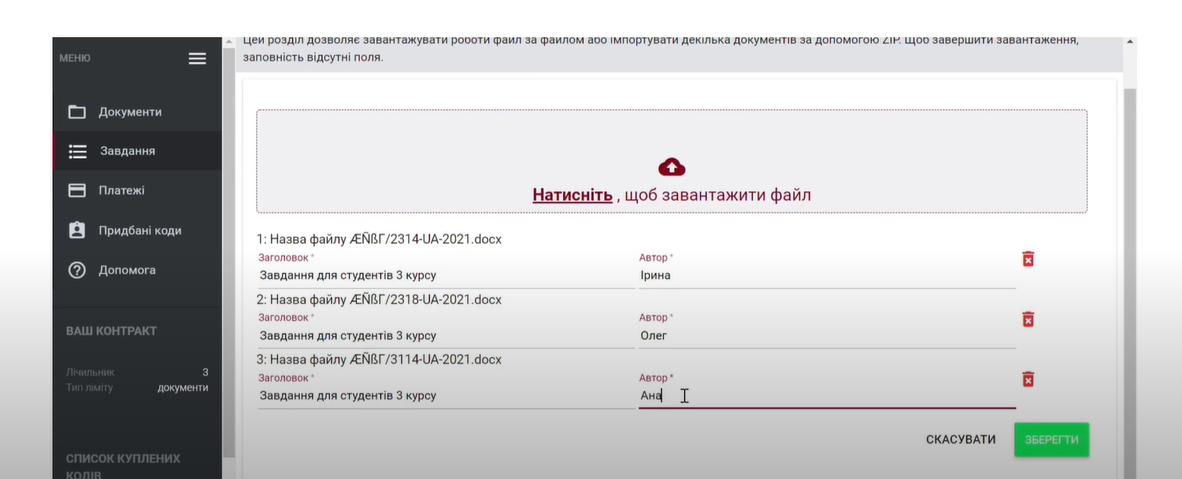 Цей розділ дозволяє завантажувати роботи файл за файлом або імпортувати декілька документів за допомогою ZIP. Щоб завершити завантаження,
заповність відсутні поля.
МЕНЮ
Документи
Завдання
Платежі
Придбані коди
Допомога
ВАШ КОНТРАКТ
Лічильник 3
Тип ліміту документи
СПИСОК КУПЛЕНИХ
КОДІВ
Натисніть , щоб завантажити файл
1: Назва файлу ÆÑßГ/2314-UA-2021.docx
Заголовок * Автор *
Завдання для студентів 3 курсу Ірина
2: Назва файлу ÆÑßГ/2318-UA-2021.docx
Заголовок * Автор *
Завдання для студентів 3 курсу Олег
3: Назва файлу ÆÑßГ/3114-UA-2021.docx
Заголовок * Автор *
Завдання для студентів 3 курсу Ана
СКАСУВАТИ ЗБЕРЕГТИ